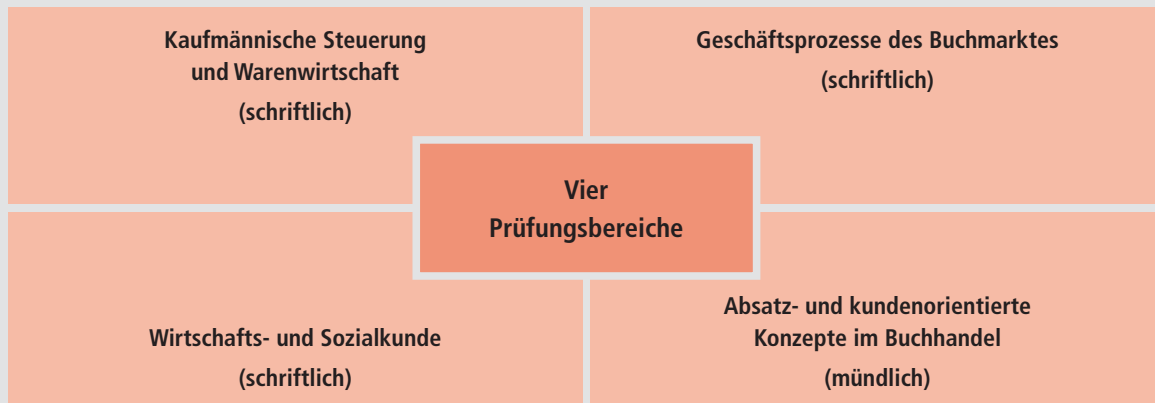 Kaufmännische Steuerung
und Warenwirtschaft
(schriftlich)
Geschäftsprozesse des Buchmarktes
(schriftlich)
Vier
Prüfungsbereiche
Wirtschafts- und Sozialkunde
(schriftlich)
Absatz- und kundenorientierte
Konzepte im Buchhandel
(mündlich)